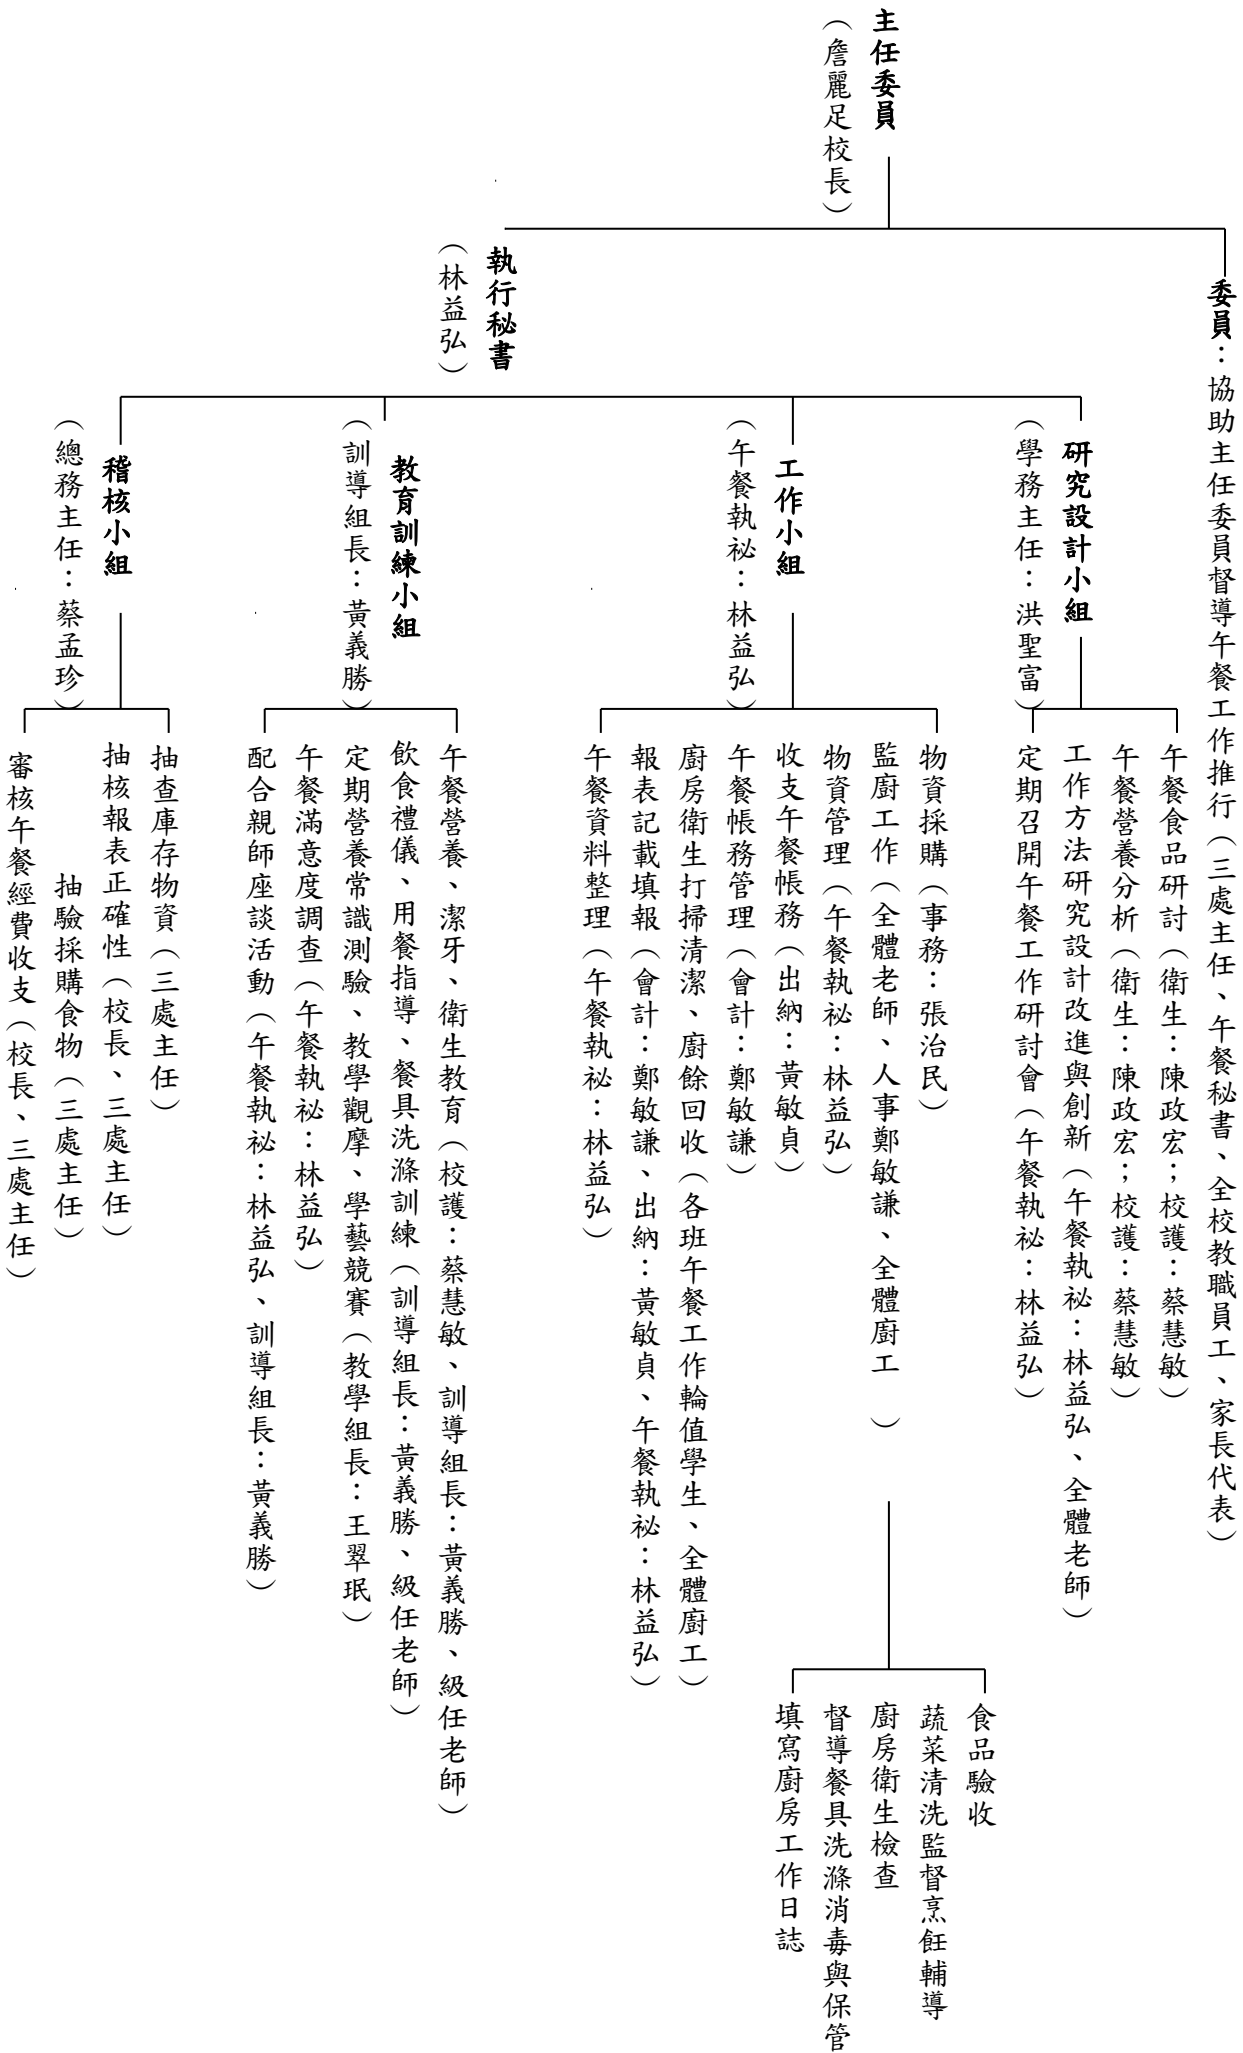 主任委員
（詹麗足校長）
委員：協助主任委員督導午餐工作推行（三處主任、午餐秘書、全校教職員工、家長代表）
執行秘書
（林益弘）
研究設計小組
（學務主任：洪聖富）
午餐食品研討（衛生：陳政宏；校護：蔡慧敏）
午餐營養分析（衛生：陳政宏；校護：蔡慧敏）
工作方法研究設計改進與創新（午餐執祕：林益弘、全體老師）
定期召開午餐工作研討會（午餐執祕：林益弘）
工作小組
（午餐執祕：林益弘）
物資採購（事務：張治民）
監廚工作（全體老師、人事鄭敏謙、全體廚工　）
食品驗收
蔬菜清洗監督烹飪輔導
廚房衛生檢查
督導餐具洗滌消毒與保管
填寫廚房工作日誌
物資管理（午餐執祕：林益弘）
收支午餐帳務（出納：黃敏貞）
午餐帳務管理（會計：鄭敏謙）
廚房衛生打掃清潔、廚餘回收（各班午餐工作輪值學生、全體廚工）
報表記載填報（會計：鄭敏謙、出納：黃敏貞、午餐執祕：林益弘）
午餐資料整理（午餐執祕：林益弘）
教育訓練小組
（訓導組長：黃義勝）
午餐營養、潔牙、衛生教育（校護：蔡慧敏、訓導組長：黃義勝、級任老師）
飲食禮儀、用餐指導、餐具洗滌訓練（訓導組長：黃義勝、級任老師）
定期營養常識測驗、教學觀摩、學藝競賽（教學組長：王翠珉）
午餐滿意度調查（午餐執祕：林益弘）
配合親師座談活動（午餐執祕：林益弘、訓導組長：黃義勝）
稽核小組
（總務主任：蔡孟珍）
抽查庫存物資（三處主任）
抽核報表正確性（校長、三處主任）
抽驗採購食物（三處主任）
審核午餐經費收支（校長、三處主任）